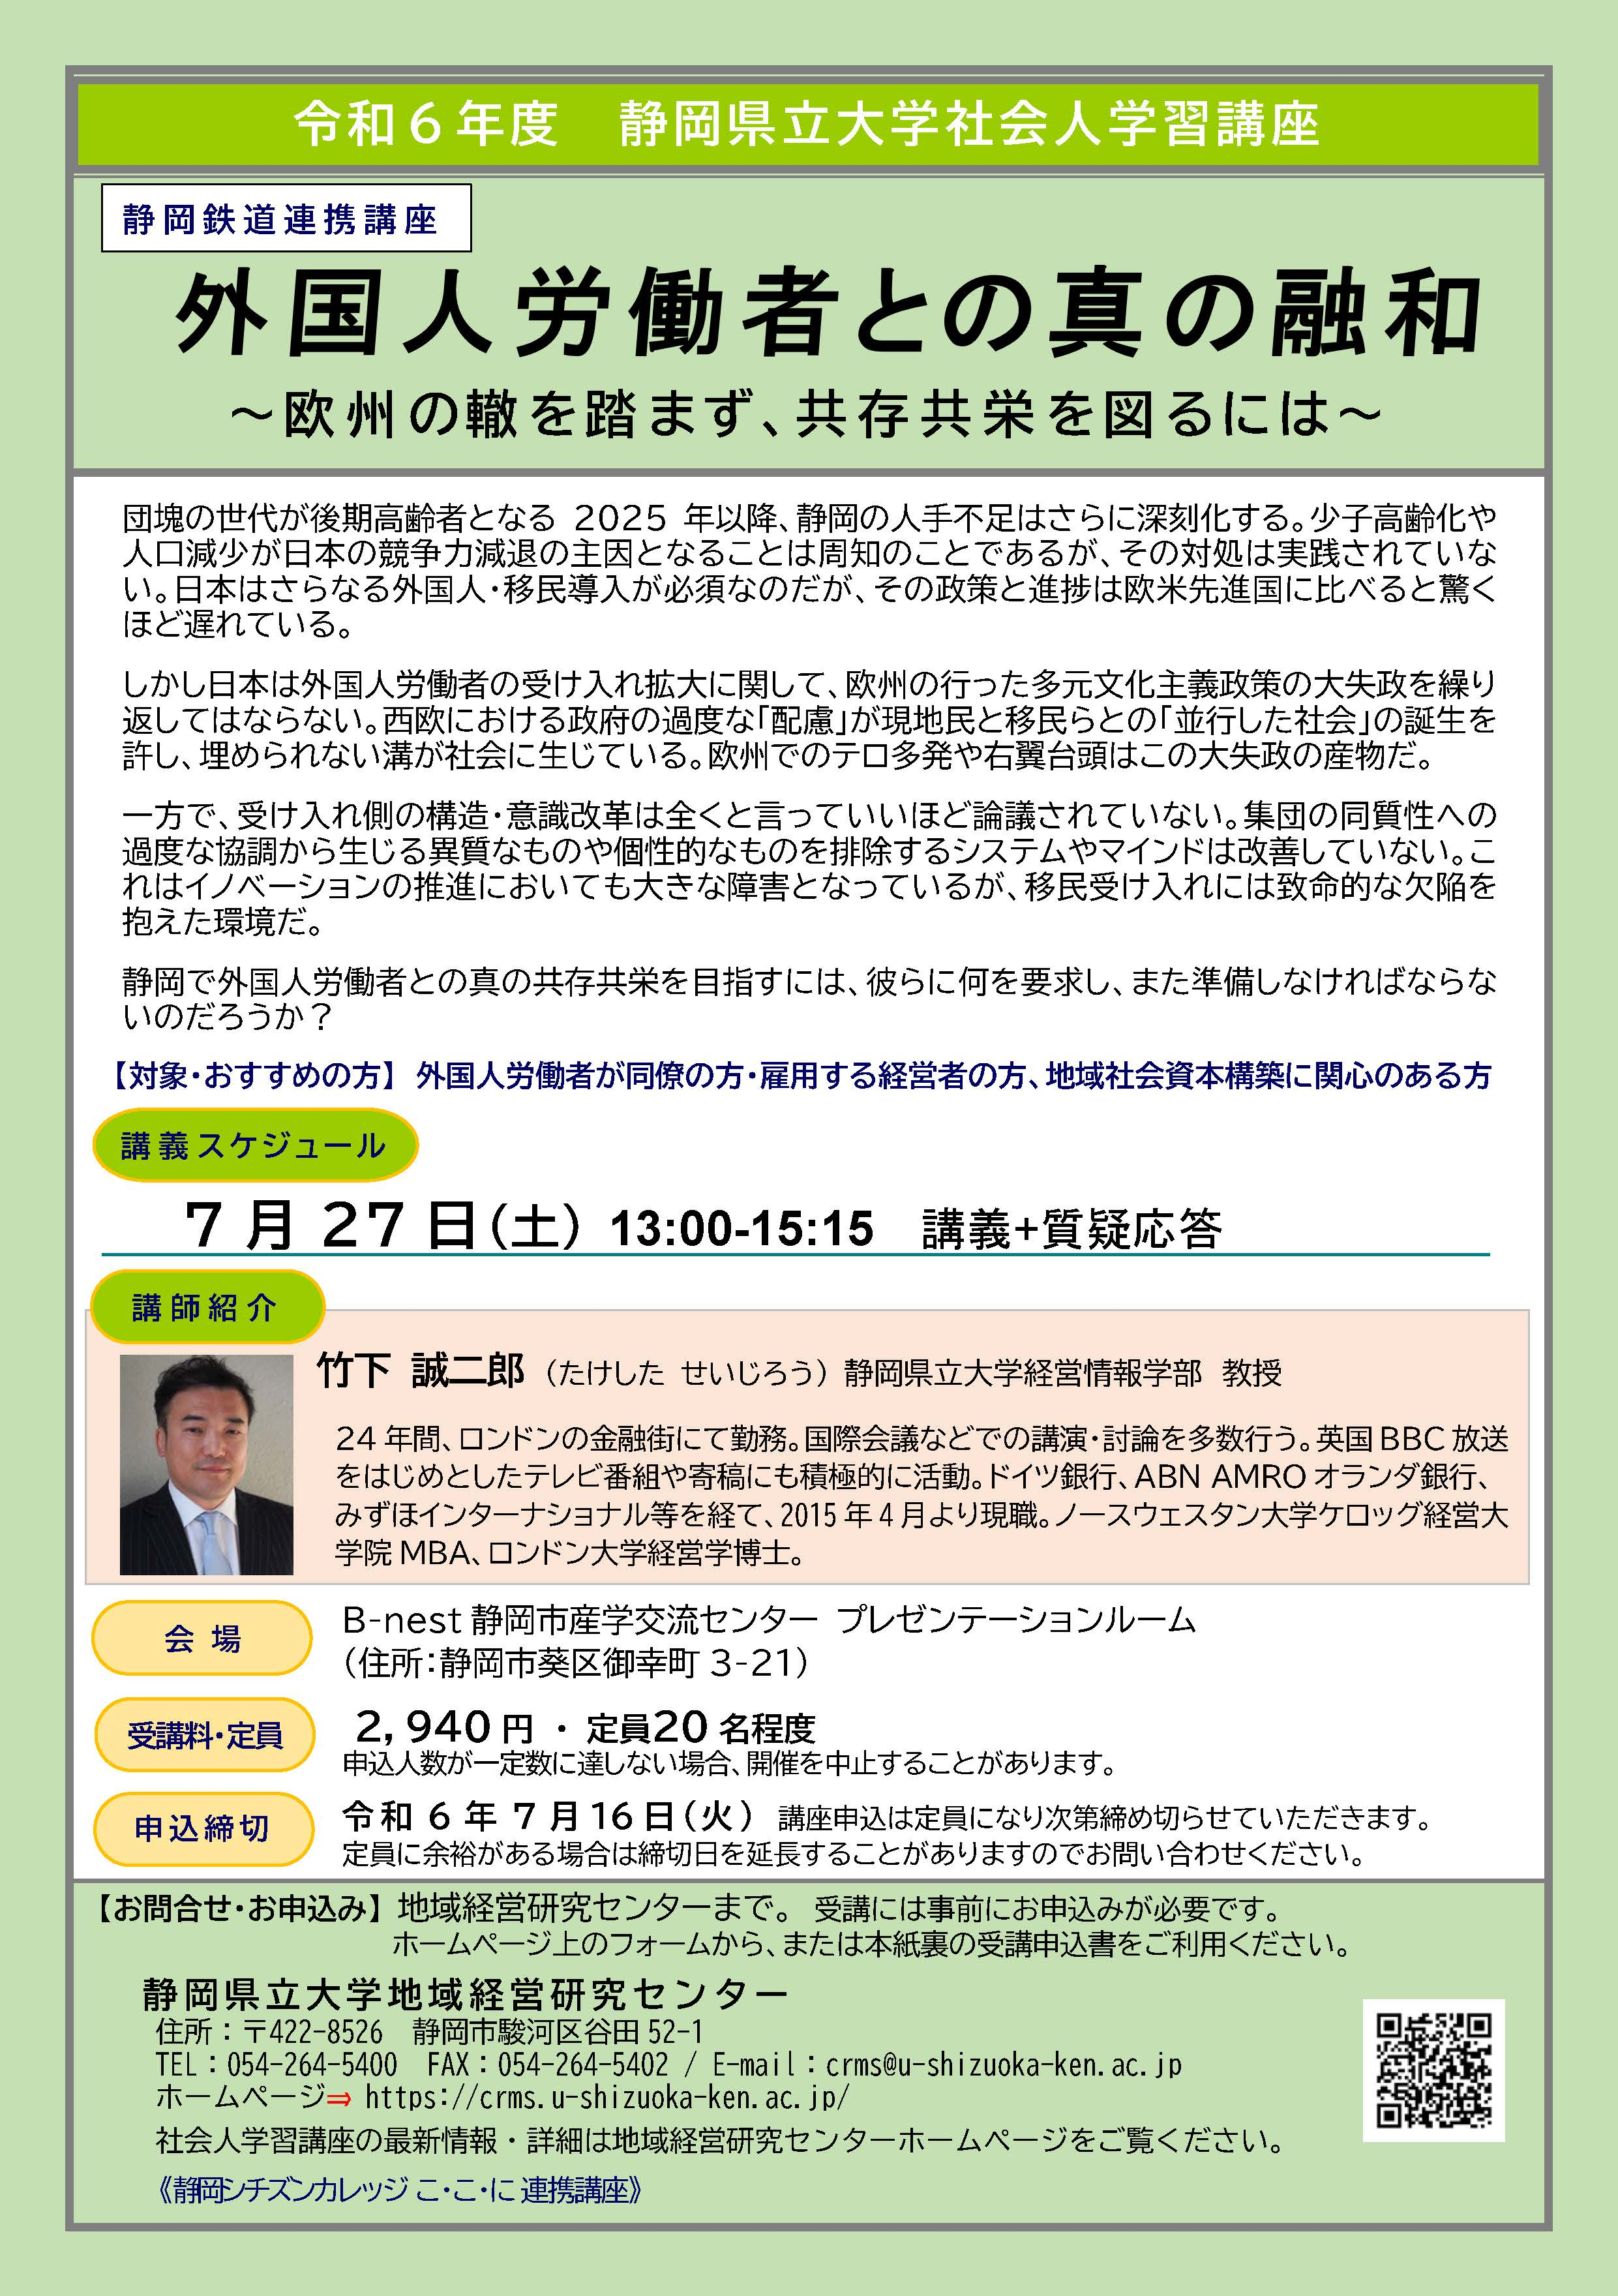 令和６年度　静岡県立大学社会人学習講座
静岡鉄道連携講座
外国人労働者との真の融和
～欧州の轍を踏まず、共存共栄を図るには～
団塊の世代が後期高齢者となる 2025 年以降、静岡の人手不足はさらに深刻化する。少子高齢化や
人口減少が日本の競争力減退の主因となることは周知のことであるが、その対処は実践されていな
い。日本はさらなる外国人・移民導入が必須なのだが、その政策と進捗は欧米先進国に比べると驚く
ほど遅れている。
しかし日本は外国人労働者の受け入れ拡大に関して、欧州の行った多元文化主義政策の大失政を繰り
返してはならない。西欧における政府の過度な「配慮」が現地民と移民らとの「並行した社会」の誕生を
許し、埋められない溝が社会に生じている。欧州でのテロ多発や右翼台頭はこの大失政の産物だ。
一方で、受け入れ側の構造・意識改革は全くと言っていいほど論議されていない。集団の同質性への
過度な協調から生じる異質なものや個性的なものを排除するシステムやマインドは改善していない。こ
れはイノベーションの推進においても大きな障害となっているが、移民受け入れには致命的な欠陥を
抱えた環境だ。
静岡で外国人労働者との真の共存共栄を目指すには、彼らに何を要求し、また準備しなければならな
いのだろうか？
【対象・おすすめの方】 外国人労働者が同僚の方・雇用する経営者の方、地域社会資本構築に関心のある方
講義スケジュール
７月 27 日（土） 13:00-15:15　講義+質疑応答
講師紹介
竹下 誠二郎（たけした せいじろう）静岡県立大学経営情報学部 教授
24 年間、ロンドンの金融街にて勤務。国際会議などでの講演・討論を多数行う。英国 BBC 放送
をはじめとしたテレビ番組や寄稿にも積極的に活動。ドイツ銀行、ABN AMRO オランダ銀行、
みずほインターナショナル等を経て、2015 年 4 月より現職。ノースウェスタン大学ケロッグ経営大
学院 MBA、ロンドン大学経営学博士。
会 場
B-nest 静岡市産学交流センター プレゼンテーションルーム
（住所：静岡市葵区御幸町 3-21）
受講料・定員
2，940 円 ・ 定員20 名程度
申込人数が一定数に達しない場合、開催を中止することがあります。
申込締切
令和 ６ 年 ７ 月 16 日（火） 講座申込は定員になり次第締め切らせていただきます。
定員に余裕がある場合は締切日を延長することがありますのでお問い合わせください。
【お問合せ・お申込み】 地域経営研究センターまで。 受講には事前にお申込みが必要です。
ホームページ上のフォームから、または本紙裏の受講申込書をご利用ください。
静岡県立大学地域経営研究センター
住所：〒422-8526 静岡市駿河区谷田 52-1
TEL：054-264-5400 FAX：054-264-5402 / E-mail：crms@u-shizuoka-ken.ac.jp
ホームページ⇒ https://crms.u-shizuoka-ken.ac.jp/
社会人学習講座の最新情報・詳細は地域経営研究センターホームページをご覧ください。
《静岡シチズンカレッジ こ・こ・に 連携講座》